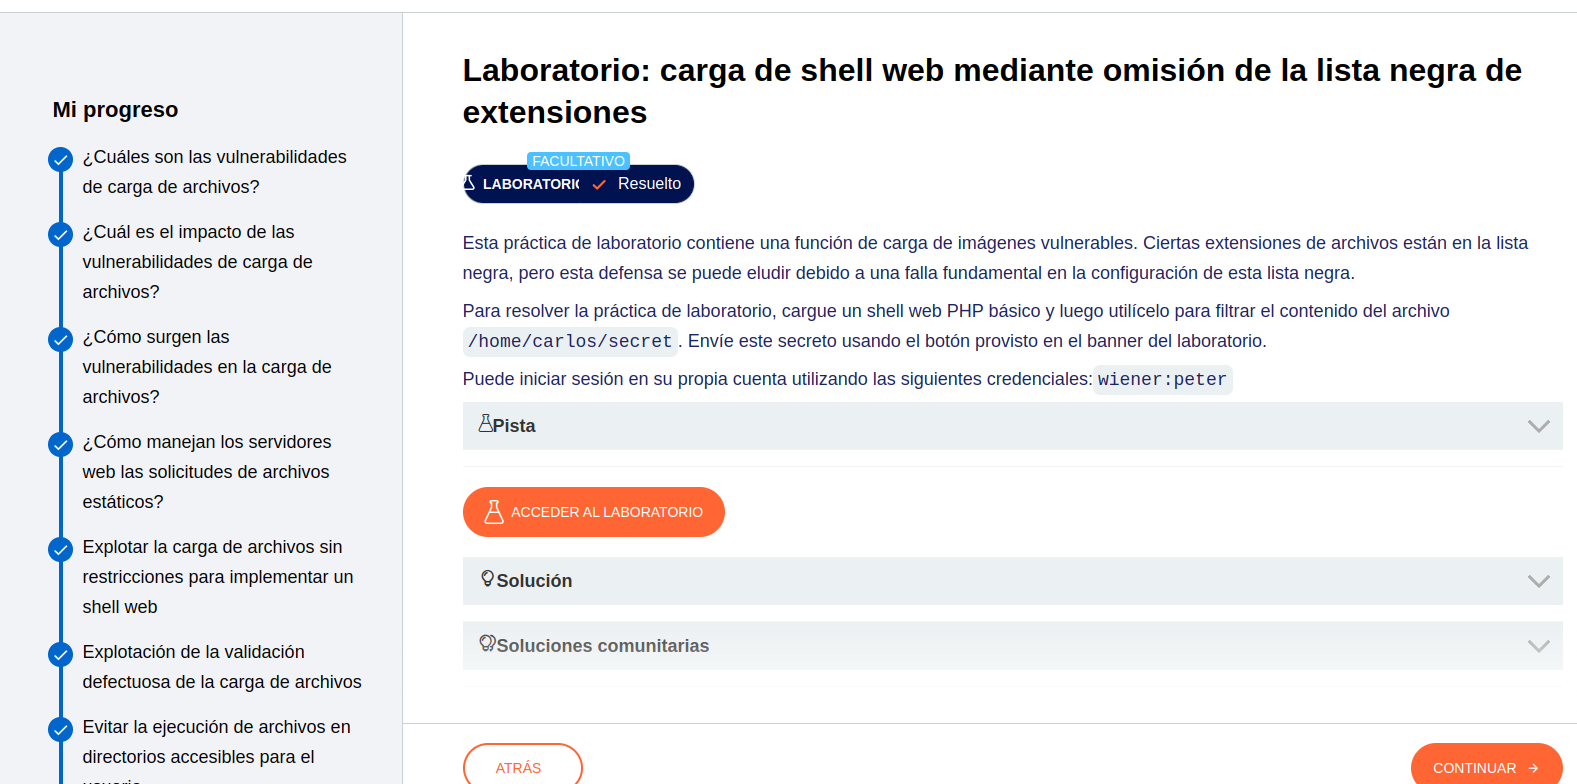 Mi progreso
¿Cuáles son las vulnerabilidades
de carga de archivos?
¿Cuál es el impacto de las
vulnerabilidades de carga de
archivos?
¿Cómo surgen las
vulnerabilidades en la carga de
archivos?
¿Cómo manejan los servidores
web las solicitudes de archivos
estáticos?
Explotar la carga de archivos sin
restricciones para implementar un
shell web
Explotación de la validación
defectuosa de la carga de archivos
Evitar la ejecución de archivos en
directorios accesibles para el
Laboratorio: carga de shell web mediante omisión de la lista negra de
extensiones
FACULTATIVO
LABORATORIO Resuelto
Esta práctica de laboratorio contiene una función de carga de imágenes vulnerables. Ciertas extensiones de archivos están en la lista
negra, pero esta defensa se puede eludir debido a una falla fundamental en la configuración de esta lista negra.
Para resolver la práctica de laboratorio, cargue un shell web PHP básico y luego utilícelo para filtrar el contenido del archivo
/home/carlos/secret . Envíe este secreto usando el botón provisto en el banner del laboratorio.
Puede iniciar sesión en su propia cuenta utilizando las siguientes credenciales: wiener:peter
Pista
ACCEDER AL LABORATORIO
Solución
Soluciones comunitarias
ATRÁS
CONTINUAR